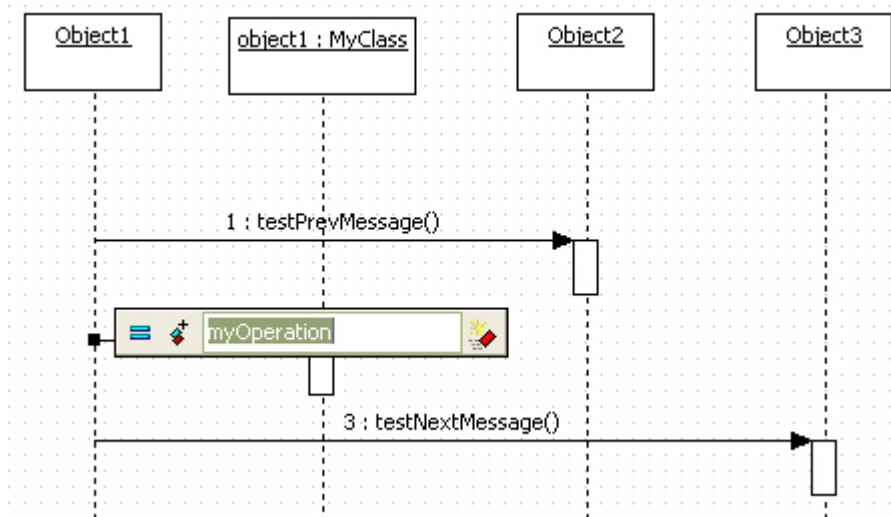 Object1
object1 : MyClass
Object2
Object3
1 : testPrevMessage()
myOperation
3 : testNextMessage()